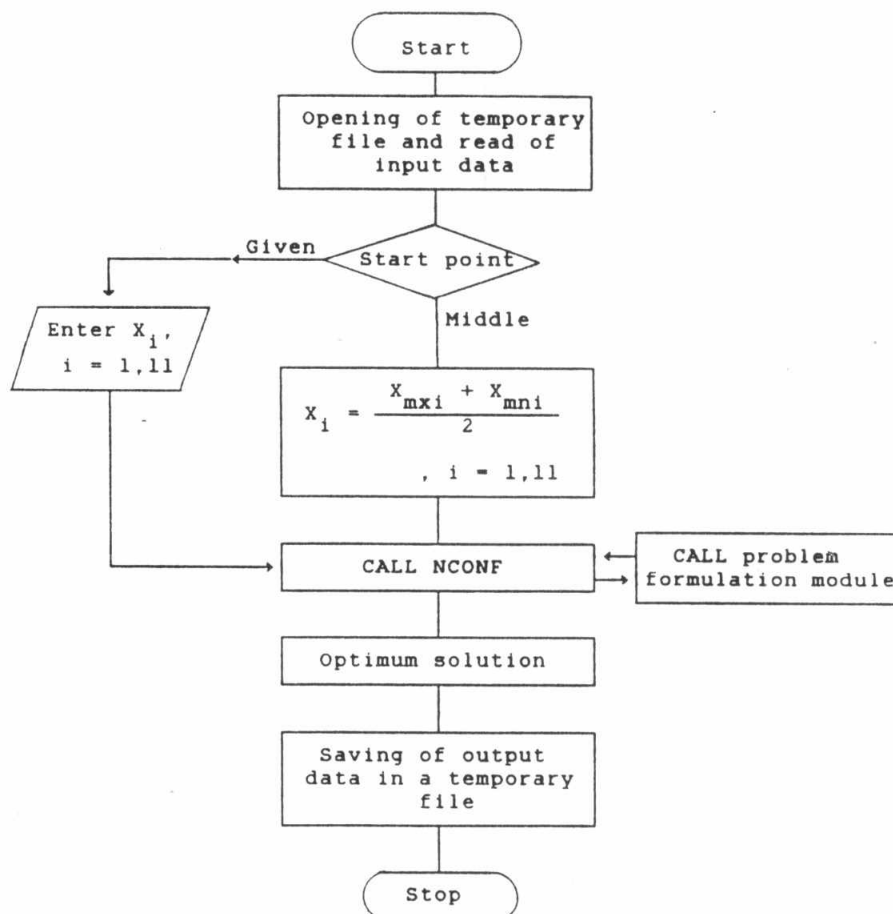 Start
Opening of temporary
file and read of
input data
Given
Start point
Enter X_i,
i = 1,11
Middle
X_i = (X_mxi + X_mni) / 2
, i = 1,11
CALL NCONF
CALL problem
formulation module
Optimum solution
Saving of output
data in a temporary
file
Stop